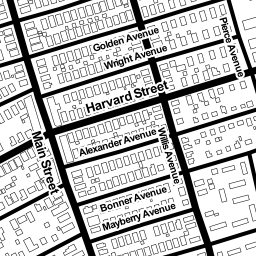 Golden Avenue
Pierce Avenue
Wright Avenue
Harvard Street
Main Street
Alexander Avenue
Willis Avenue
Bonner Avenue
Mayberry Avenue